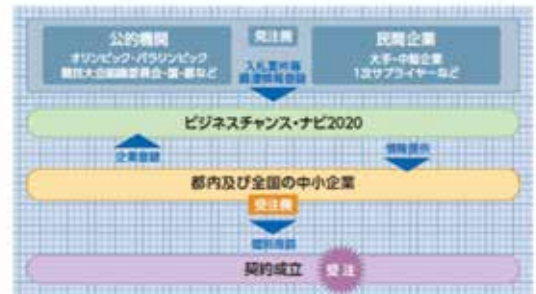 公的機関
オリンピック・パラリンピック
競技大会組織委員会・国・都など
発注側
民間企業
大手・中堅企業
1次サプライヤーなど
入札案件等
調達情報登録
ビジネスチャンス・ナビ2020
企業登録
情報提供
都内及び全国の中小企業
受注側
個別商談
契約成立
受注